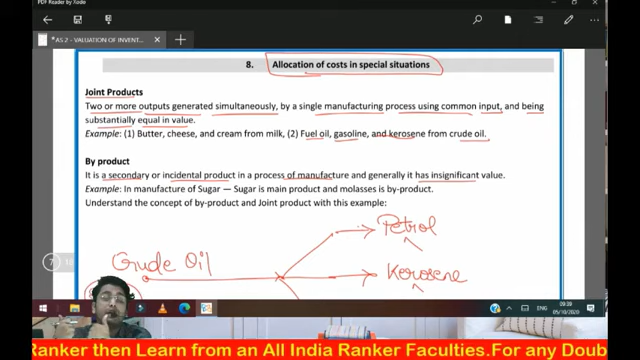 PDF Reader by Xodo
*AS 2 - VALUATION OF INVENT
8. Allocation of costs in special situations
Joint Products
Two or more outputs generated simultaneously, by a single manufacturing process using common input, and being
substantially equal in value.
Example: (1) Butter, cheese, and cream from milk, (2) Fuel oil, gasoline, and kerosene from crude oil.
By product
It is a secondary or incidental product in a process of manufacture and generally it has insignificant value.
Example: In manufacture of Sugar — Sugar is main product and molasses is by-product.
Understand the concept of by-product and Joint product with this example:
Petrol
7
Crude Oil
Kerosene
ENG
09:39
05/10/2020
Ranker then Learn from an All India Ranker Faculties.For any Doub